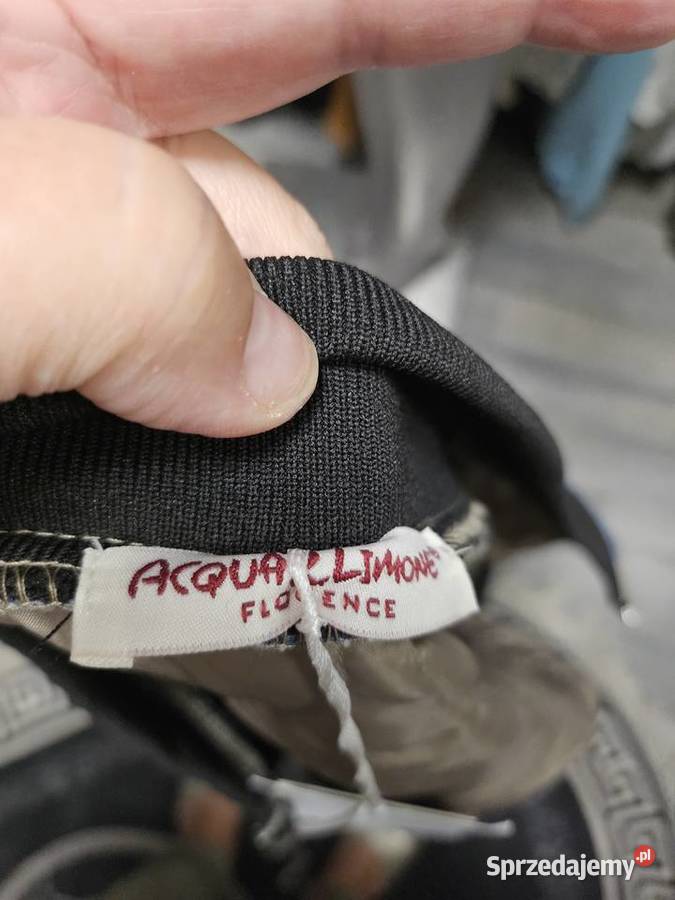 ACQUA & LIMONE
FLORENCE
Sprzedajemy.pl